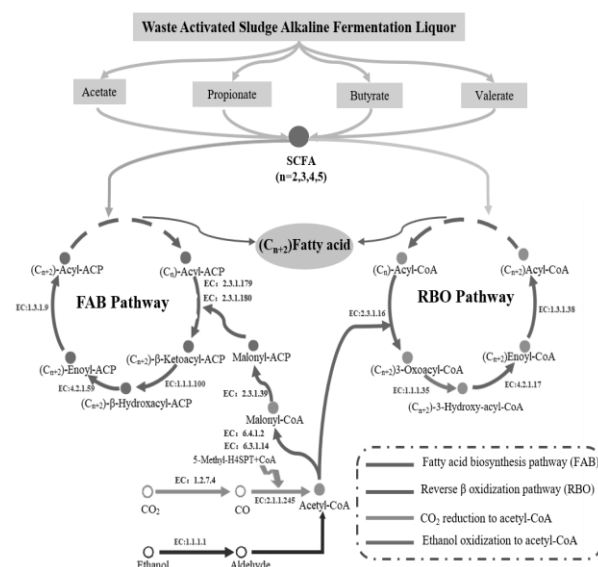 Waste Activated Sludge Alkaline Fermentation Liquor
Acetate
Propionate
Butyrate
Valerate
SCFA
(n=2,3,4,5)
(Cn+2)Fatty acid
(Cn+2)-Acyl-ACP
(Cn)-Acyl-ACP
EC: 2.3.1.179
EC: 2.3.1.180
EC:1.3.1.9
FAB Pathway
(Cn+2)-Enoyl-ACP
(Cn+2)-β-Ketoacyl-ACP
EC:4.2.1.59
EC:1.1.1.100
(Cn+2)-β-Hydroxacyl-ACP
Malonyl-ACP
EC: 2.3.1.39
Malonyl-CoA
EC: 6.4.1.2
EC: 6.3.1.14
5-Methyl-H4SPT+CoA
(Cn)-Acyl-CoA
(Cn+2)Acyl-CoA
RBO Pathway
EC:2.3.1.16
EC:1.3.1.38
(Cn+2)3-Oxoacyl-CoA
(Cn+2)Enoyl-CoA
EC:1.1.1.35
EC:4.2.1.17
(Cn+2)-3-Hydroxy-acyl-CoA
EC: 1.2.7.4
EC:2.1.1.245
CO2
CO
Acetyl-CoA
EC:1.1.1.1
Ethanol
Aldehyde
Fatty acid biosynthesis pathway (FAB)
Reverse β oxidization pathway (RBO)
CO2 reduction to acetyl-CoA
Ethanol oxidization to acetyl-CoA